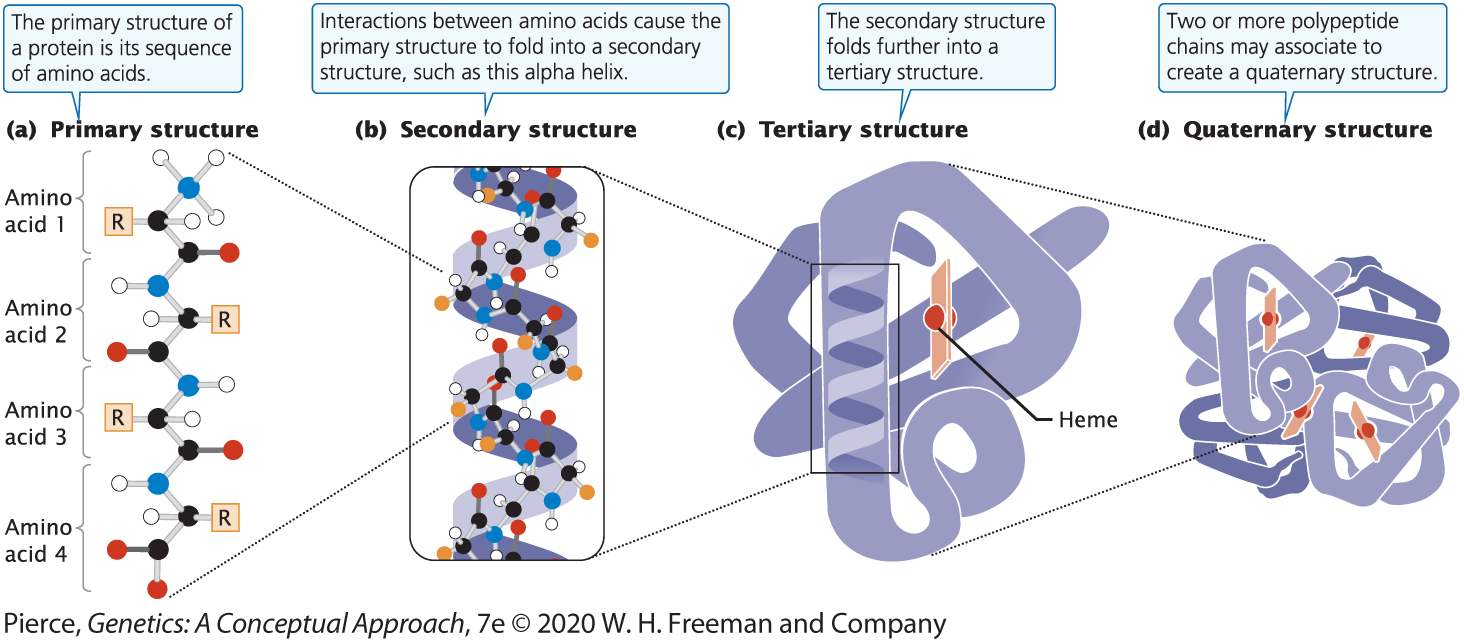 The primary structure of
a protein is its sequence
of amino acids.
Interactions between amino acids cause the
primary structure to fold into a secondary
structure, such as this alpha helix.
The secondary structure
folds further into a
tertiary structure.
Two or more polypeptide
chains may associate to
create a quaternary structure.
(a) Primary structure
(b) Secondary structure
(c) Tertiary structure
(d) Quaternary structure
Amino
acid 1
R
Amino
acid 2
R
Amino
acid 3
R
Amino
acid 4
R
Heme
Pierce, Genetics: A Conceptual Approach, 7e © 2020 W. H. Freeman and Company